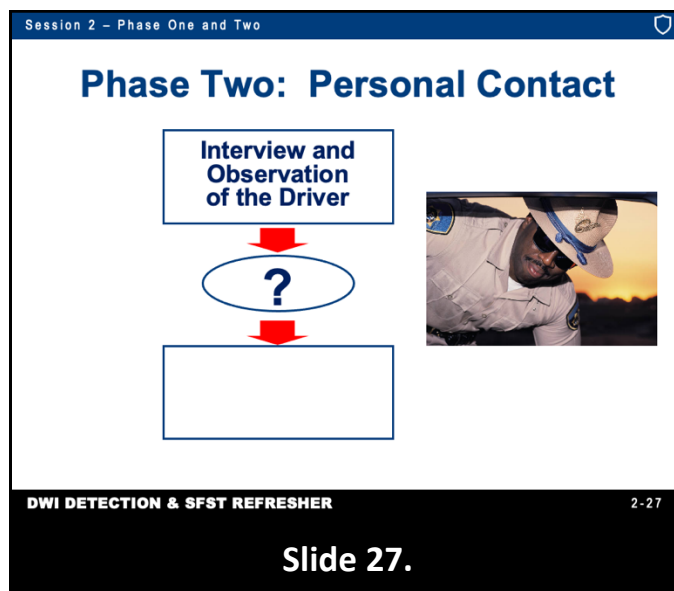 Session 2 – Phase One and Two
Phase Two: Personal Contact
Interview and
Observation
of the Driver
?
DWI DETECTION & SFST REFRESHER
2-27
Slide 27.